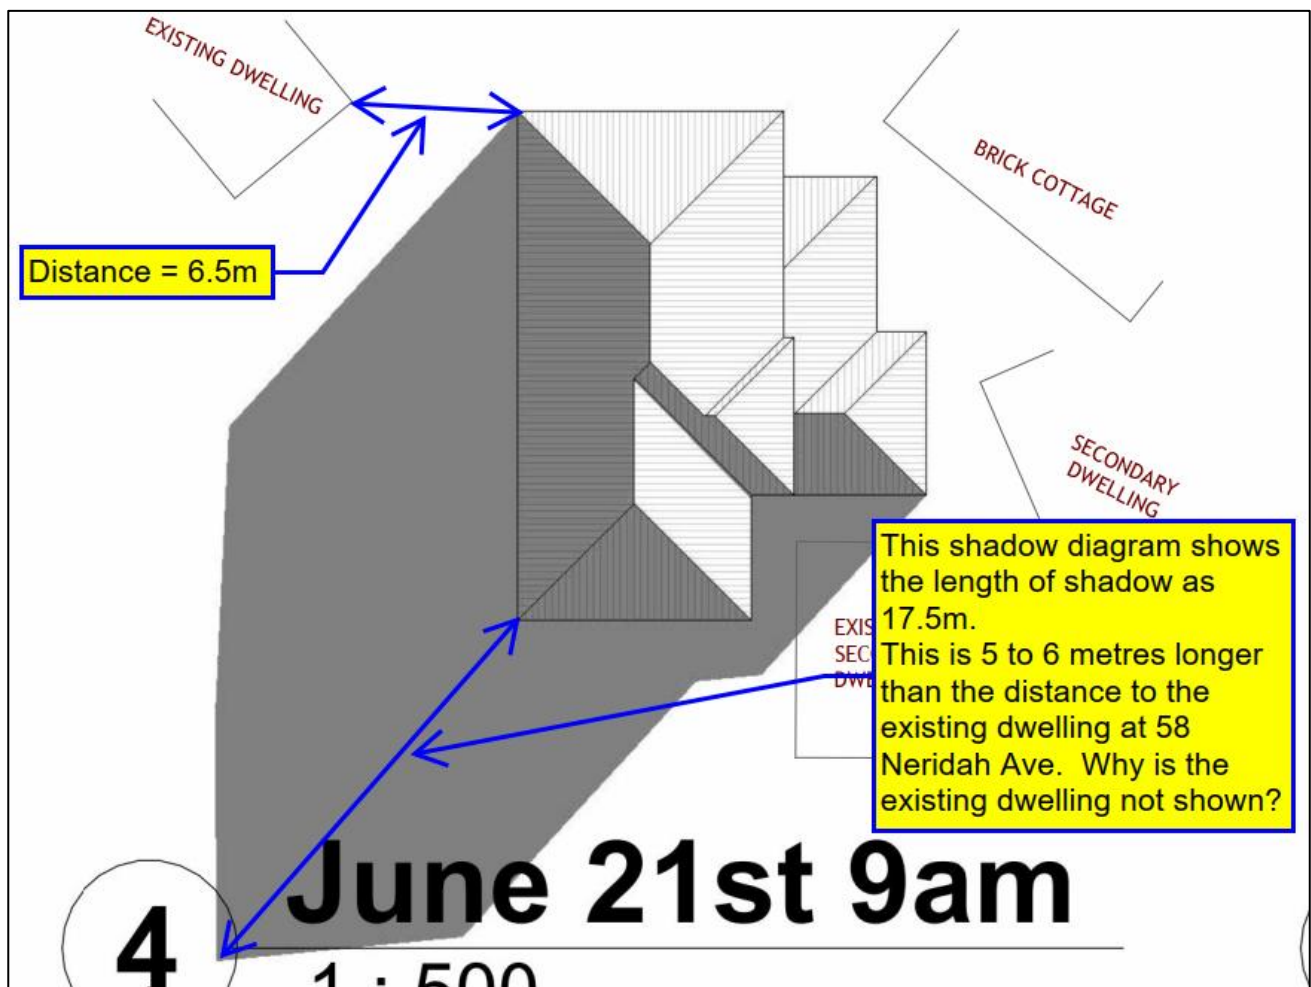 EXISTING DWELLING
BRICK COTTAGE
Distance = 6.5m
SECONDARY
DWELLING
This shadow diagram shows
the length of shadow as
17.5m.
This is 5 to 6 metres longer
than the distance to the
existing dwelling at 58
Neridah Ave. Why is the
existing dwelling not shown?
June 21st 9am
4
1 : 500